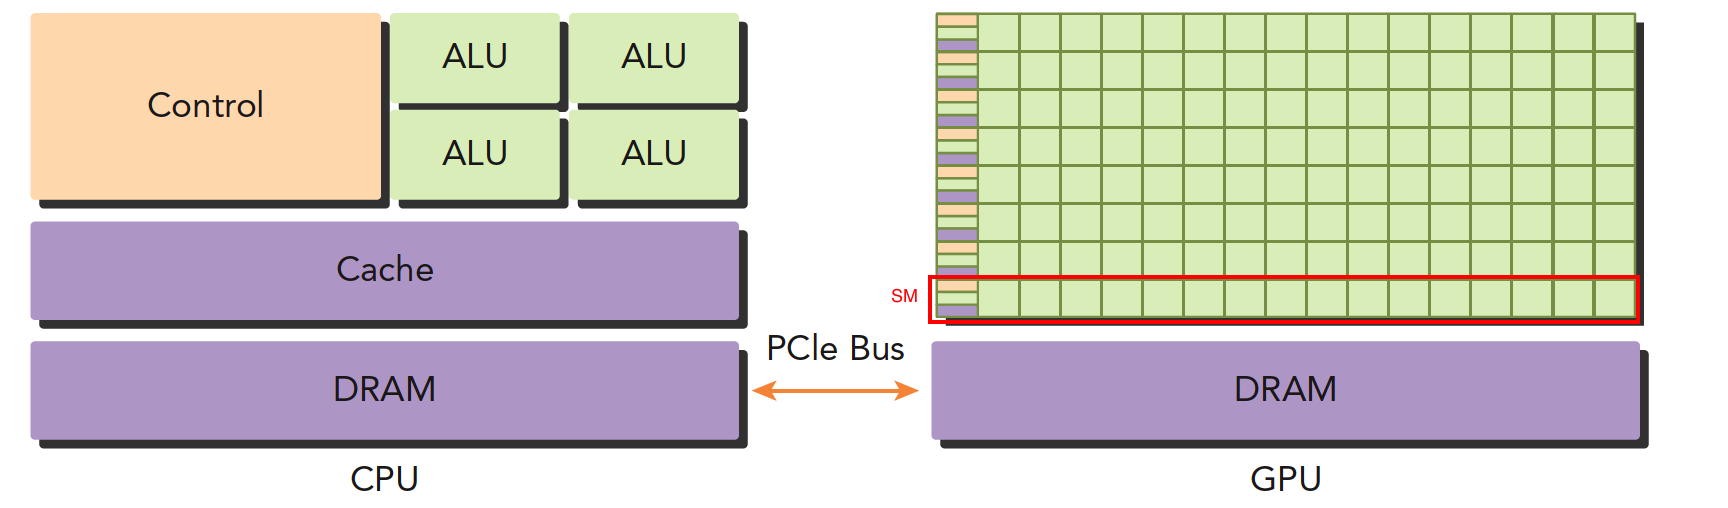 Control
ALU
ALU
ALU
ALU
Cache
DRAM
CPU
PCIe Bus
SM
DRAM
GPU